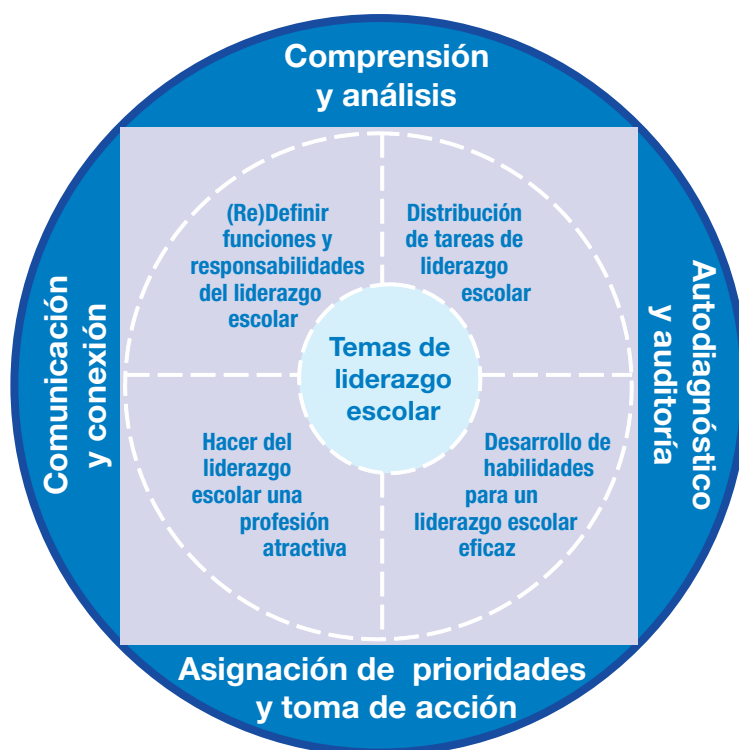 Comprensión
y análisis
(Re)Definir
funciones y
responsabilidades
del liderazgo
escolar
Distribución
de tareas de
liderazgo
escolar
Comunicación
y conexión
Temas de
liderazgo
escolar
Autodiagnóstico
y auditoría
Hacer del
liderazgo
escolar una
profesión
atractiva
Desarrollo de
habilidades
para un
liderazgo escolar
eficaz
Asignación de prioridades
y toma de acción